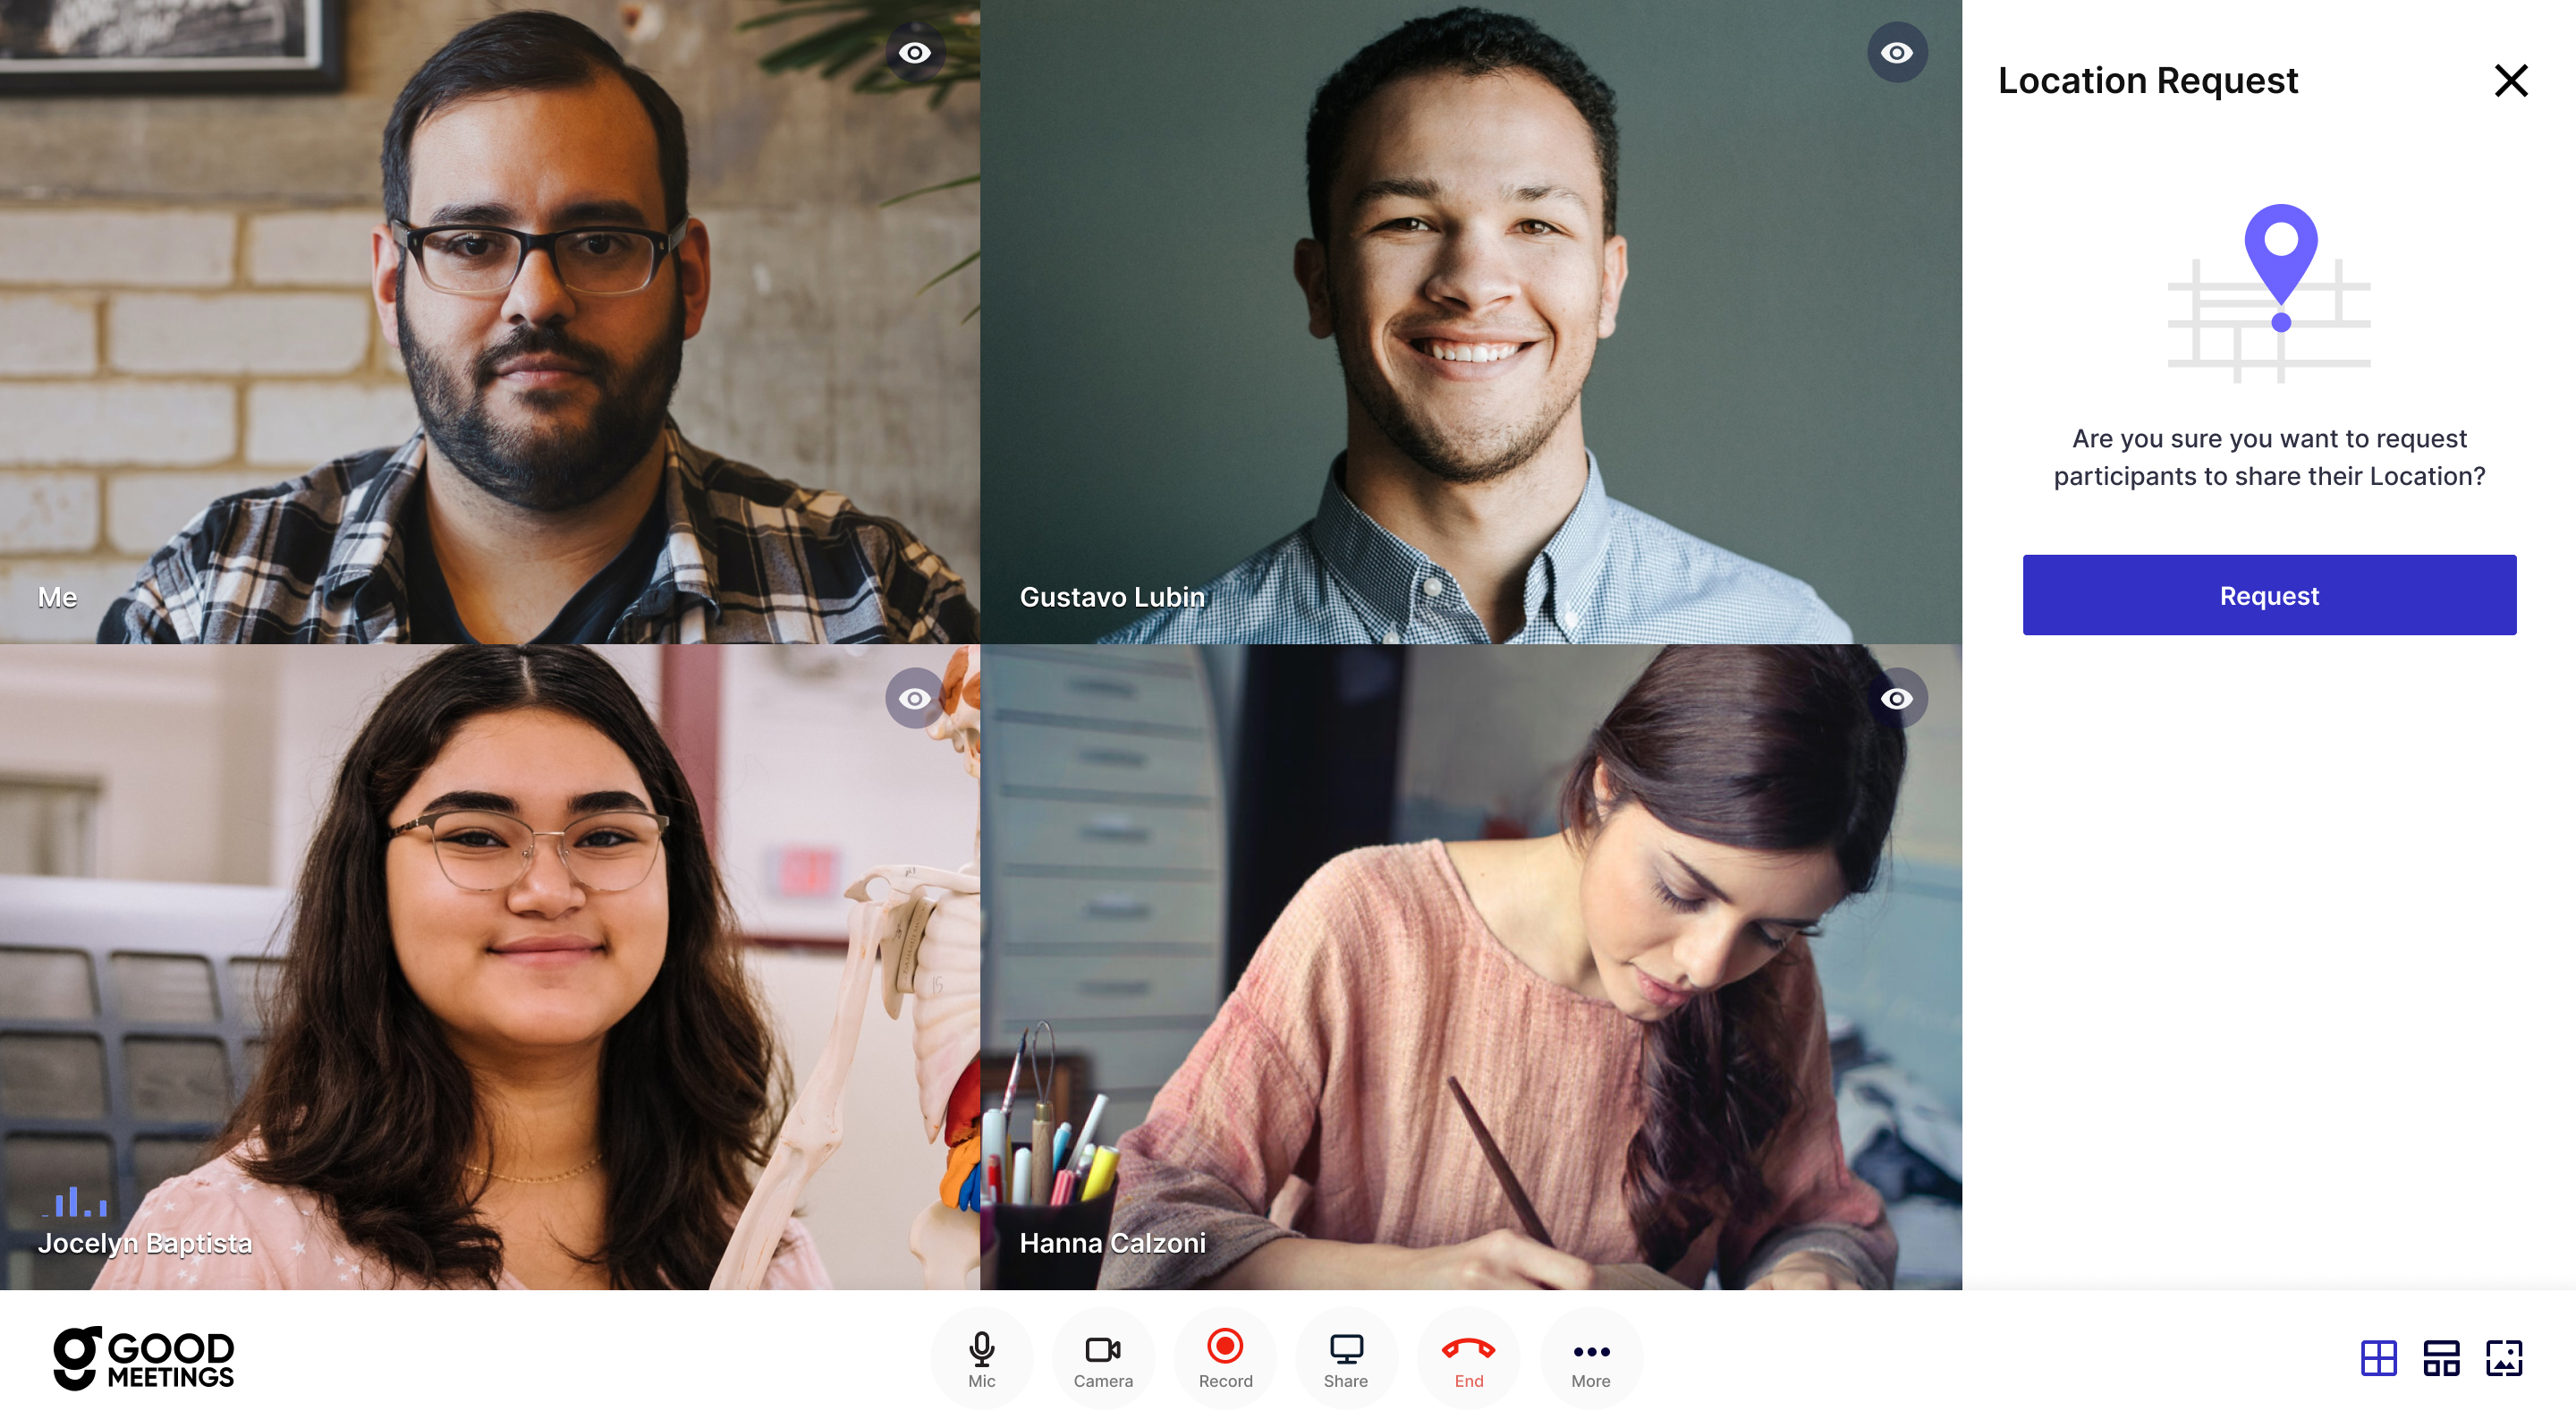 Location Request
Me
Gustavo Lubin
Are you sure you want to request
participants to share their Location?
Request
Jocelyn Baptista
Hanna Calzoni
GOOD
MEETINGS
Mic
Camera
Record
Share
End
More